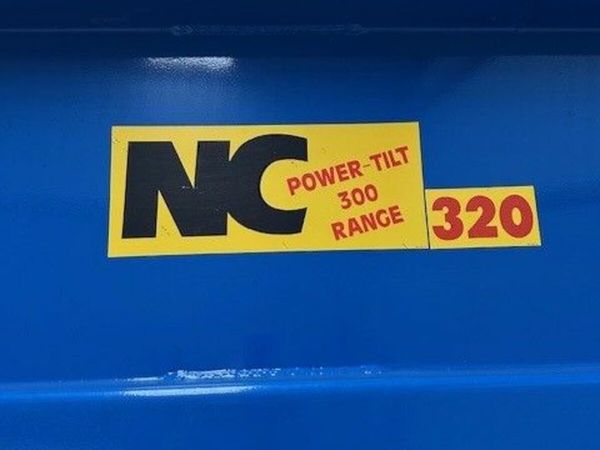 NC
POWER-TILT
300
RANGE
320